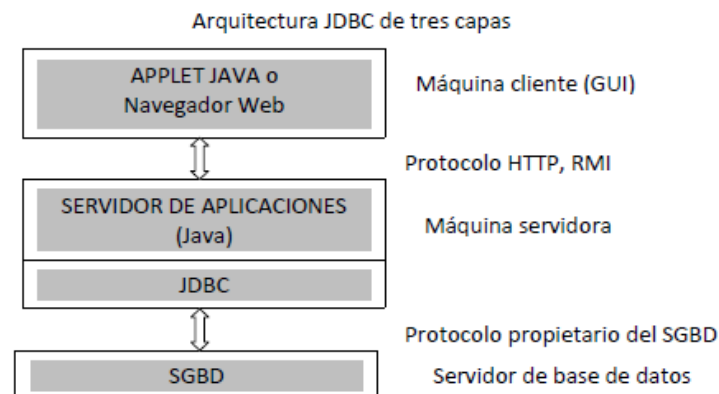 Arquitectura JDBC de tres capas
APPLET JAVA o
Navegador Web
Máquina cliente (GUI)
Protocolo HTTP, RMI
SERVIDOR DE APLICACIONES
(Java)
Máquina servidora
JDBC
Protocolo propietario del SGBD
SGBD
Servidor de base de datos